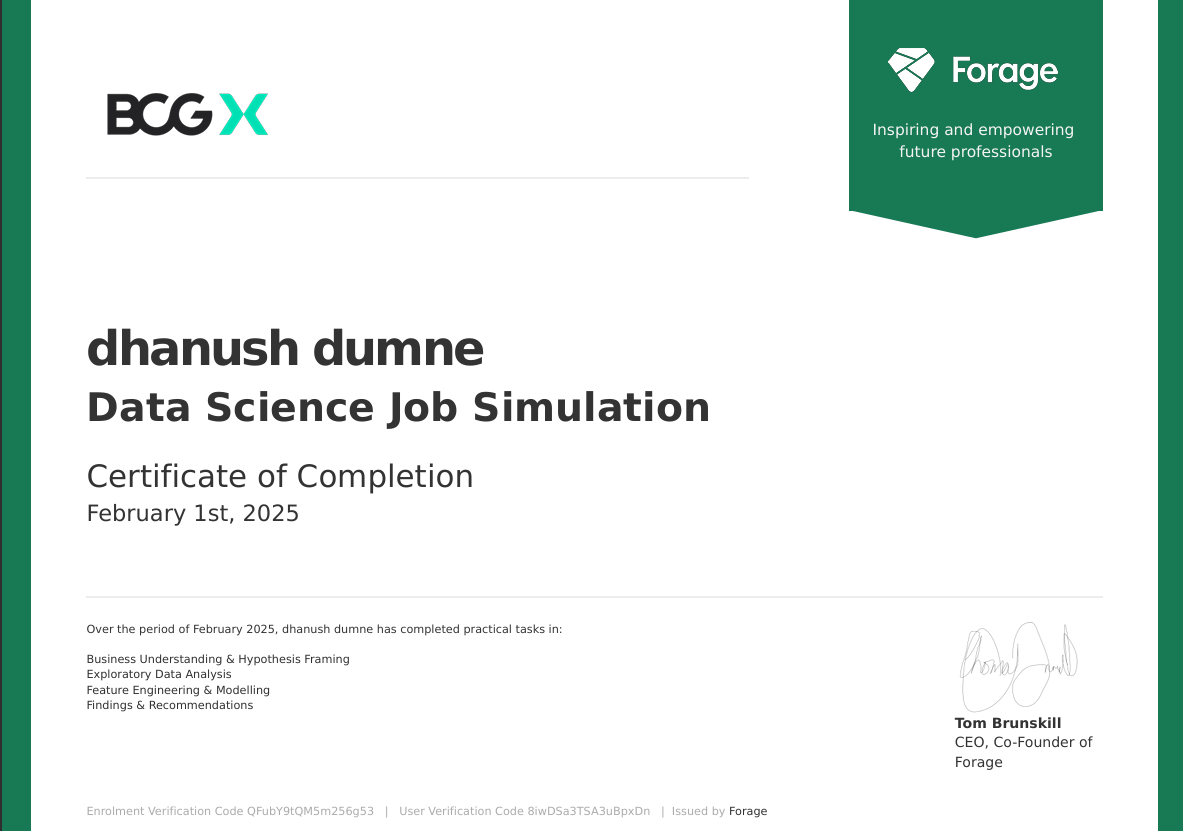 BCG X
Forage
Inspiring and empowering
future professionals
dhanush dumne
Data Science Job Simulation
Certificate of Completion
February 1st, 2025
Over the period of February 2025, dhanush dumne has completed practical tasks in:
Business Understanding & Hypothesis Framing
Exploratory Data Analysis
Feature Engineering & Modelling
Findings & Recommendations
Tom Brunskill
CEO, Co-Founder of
Forage
Enrolment Verification Code QFubY9tQM5m256g53 | User Verification Code 8iwDSa3TSA3uBpxDn | Issued by Forage